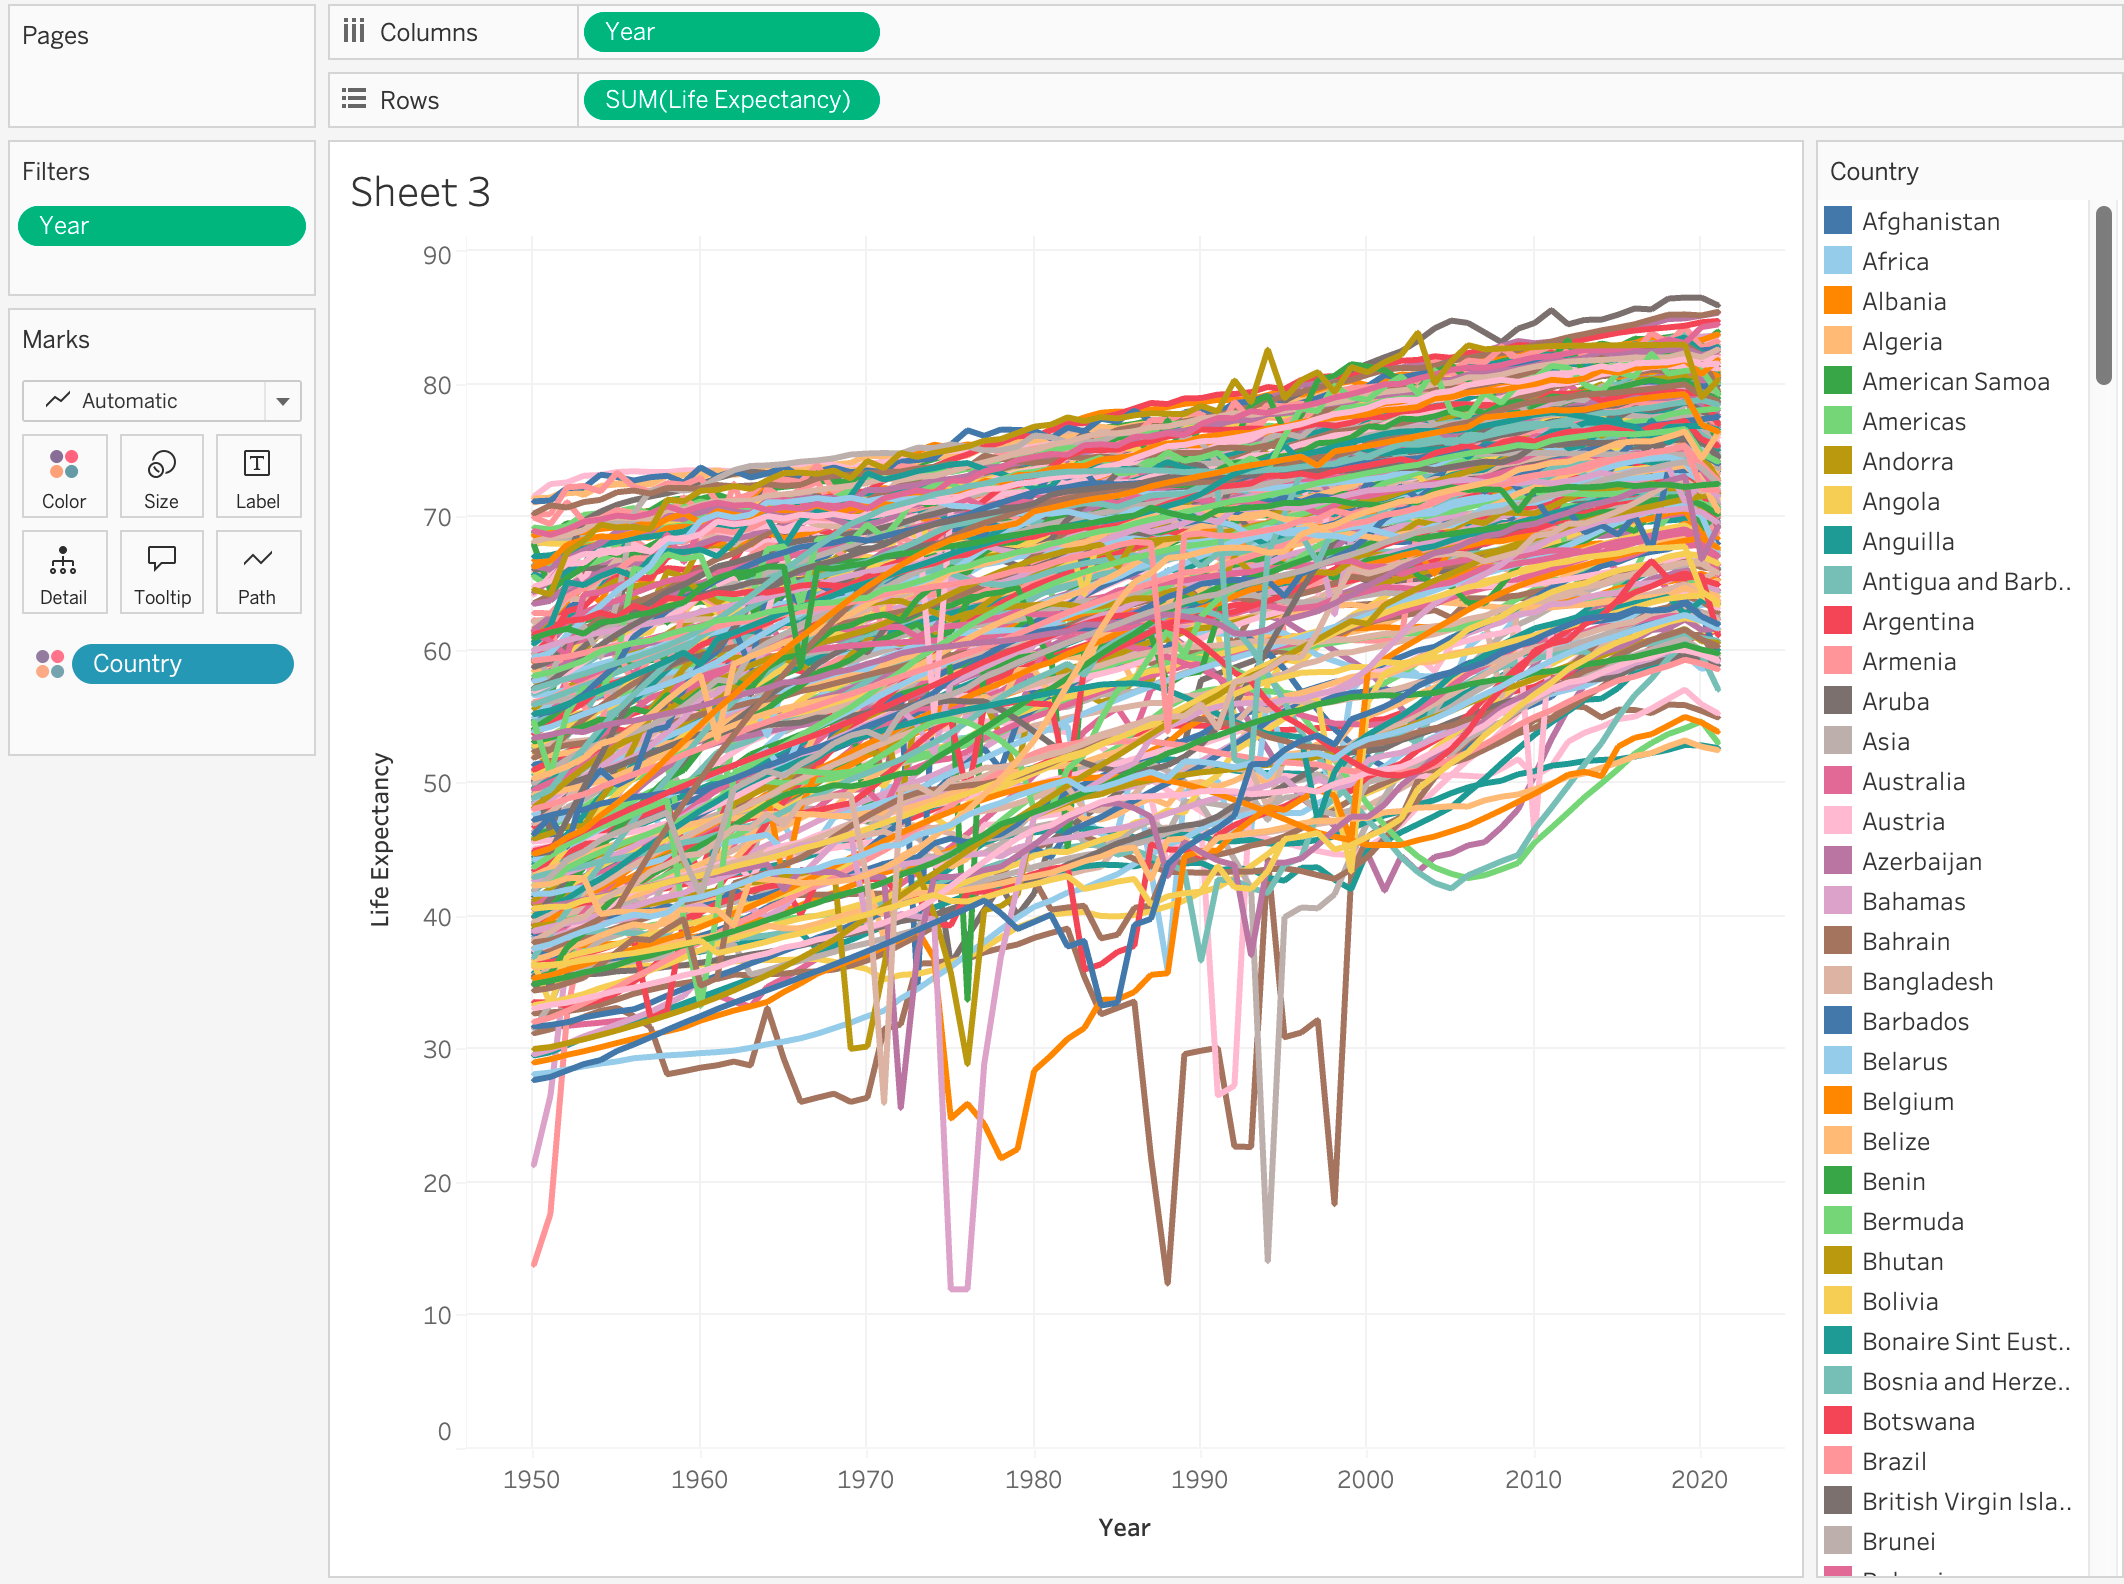 Pages
Columns
Year
Rows
SUM(Life Expectancy)
Filters
Year
Marks
Automatic
Color
Size
Label
Detail
Tooltip
Path
Country
Sheet 3
90
80
70
60
50
40
30
20
10
0
Life Expectancy
1950
1960
1970
1980
1990
2000
2010
2020
Year
Country
Afghanistan
Africa
Albania
Algeria
American Samoa
Americas
Andorra
Angola
Anguilla
Antigua and Barb..
Argentina
Armenia
Aruba
Asia
Australia
Austria
Azerbaijan
Bahamas
Bahrain
Bangladesh
Barbados
Belarus
Belgium
Belize
Benin
Bermuda
Bhutan
Bolivia
Bonaire Sint Eust..
Bosnia and Herze..
Botswana
Brazil
British Virgin Isla..
Brunei